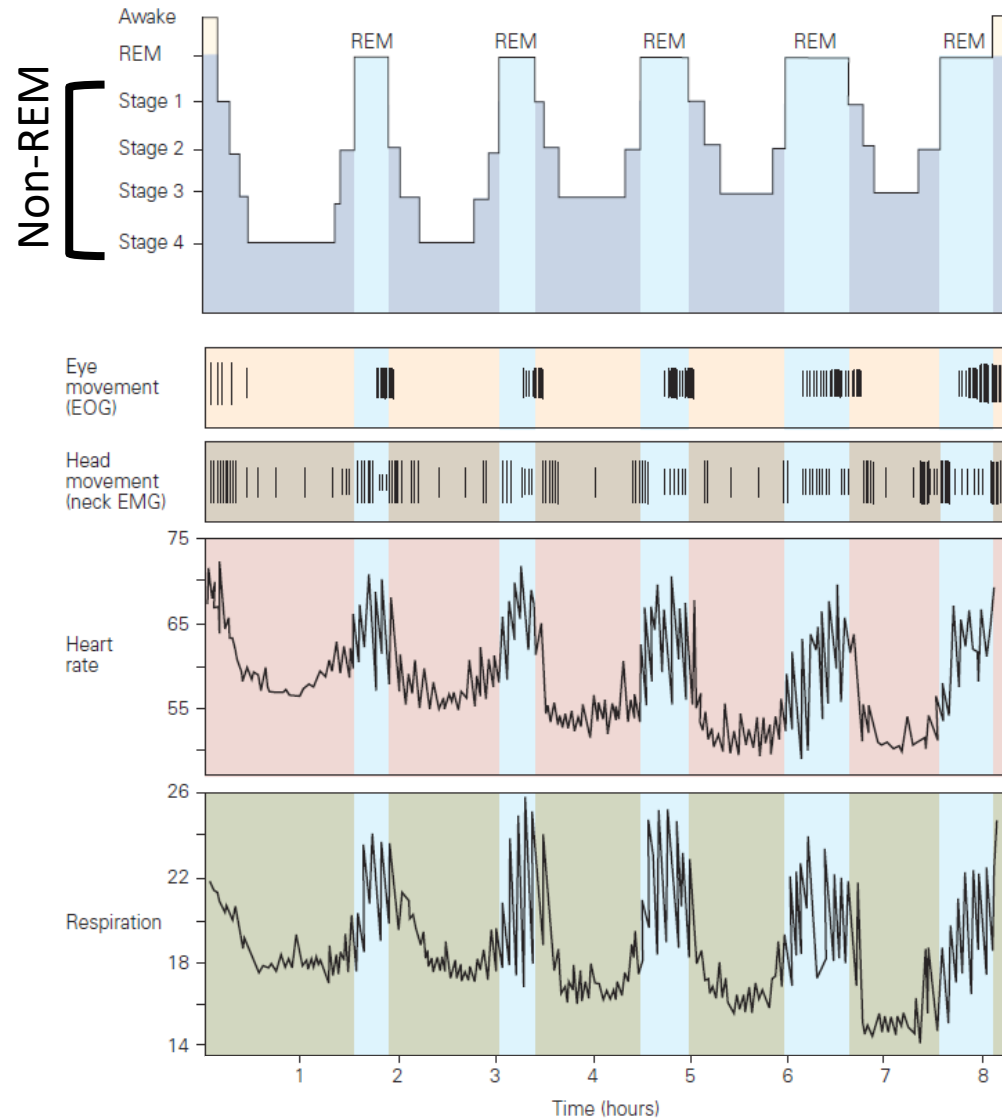 Non-REM
Awake
REM
Stage 1
Stage 2
Stage 3
Stage 4
REM
REM
REM
REM
REM
Eye
movement
(EOG)
Head
movement
(neck EMG)
Heart
rate
75
65
55
Respiration
26
22
18
14
1 2 3 4 5 6 7 8
Time (hours)